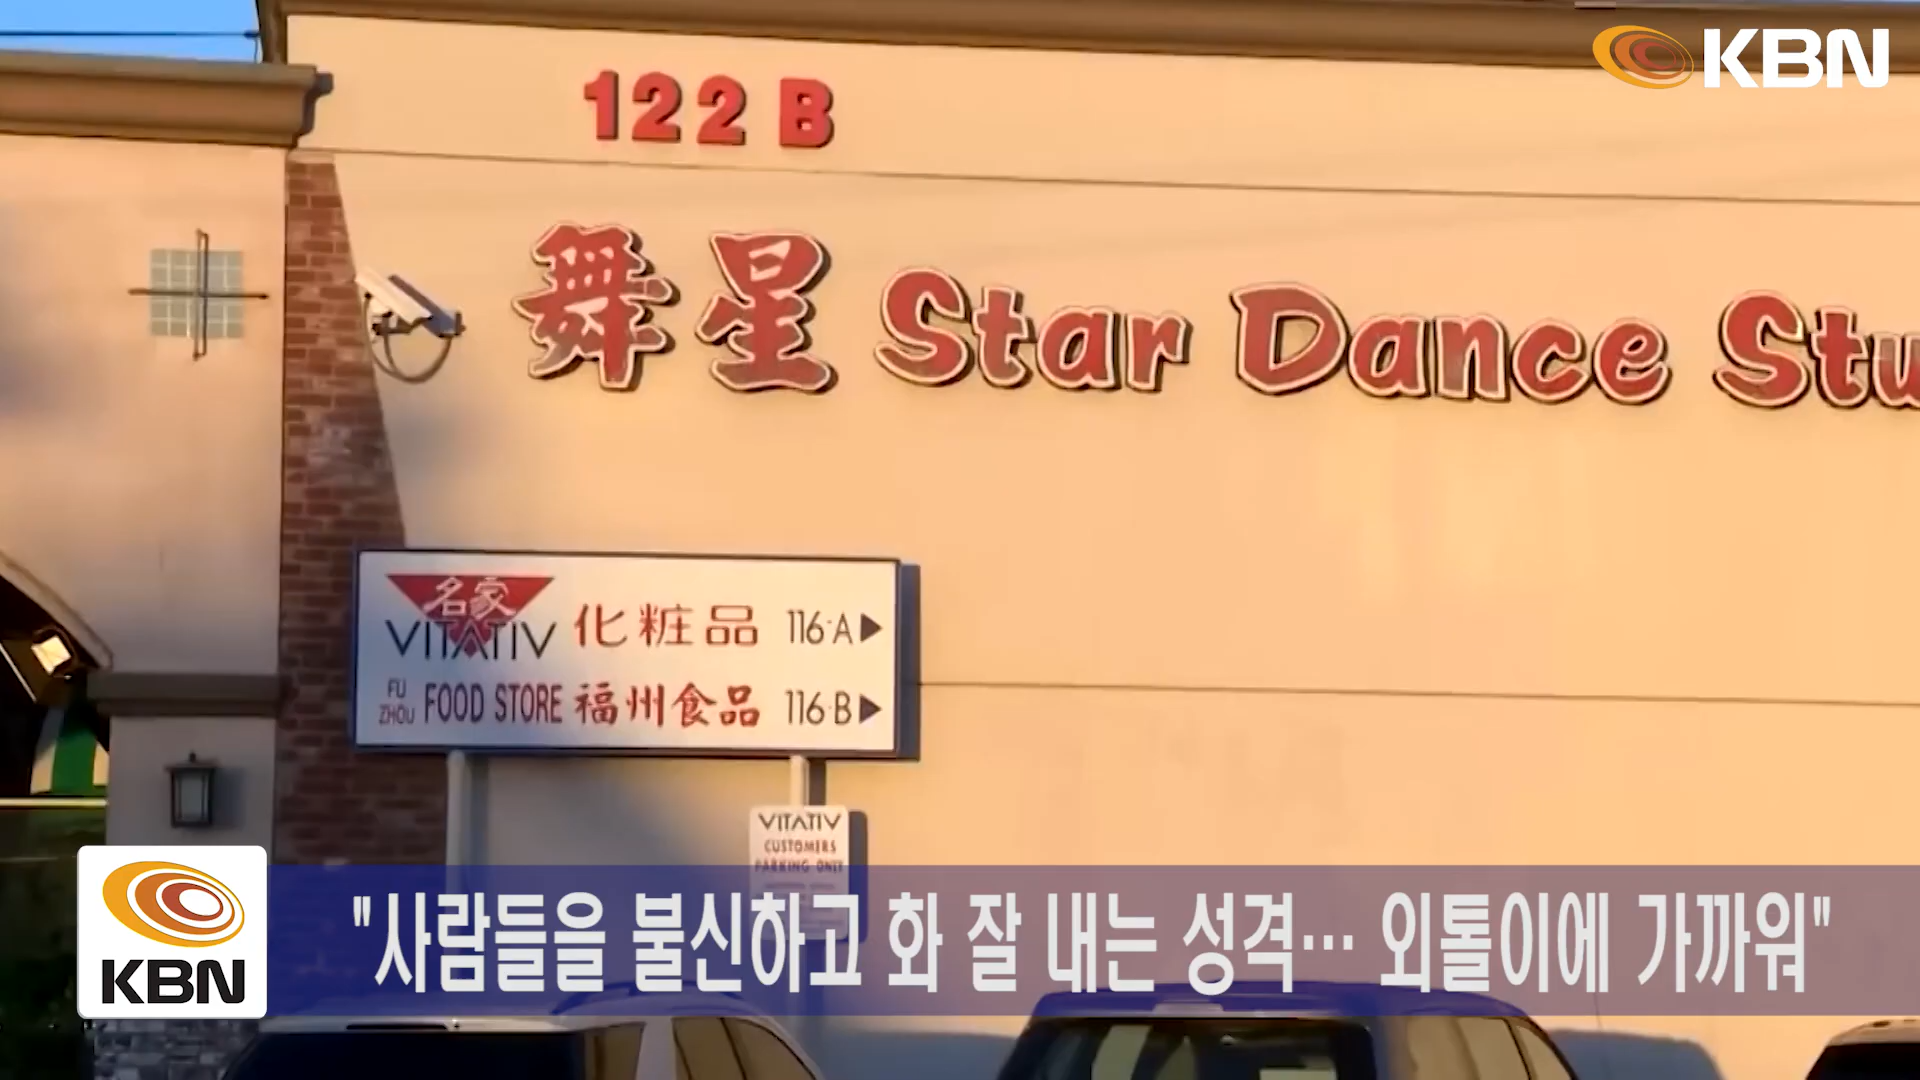 KBN
122 B
舞星 Star Dance Stu
名家
VITATIV 化粧品 116-A▶
FU ZHOU FOOD STORE 福州食品 116-B▶
VITATIV
CUSTOMERS
PARKING ONLY
KBN
"사람들을 불신하고 화 잘 내는 성격… 외톨이에 가까워"